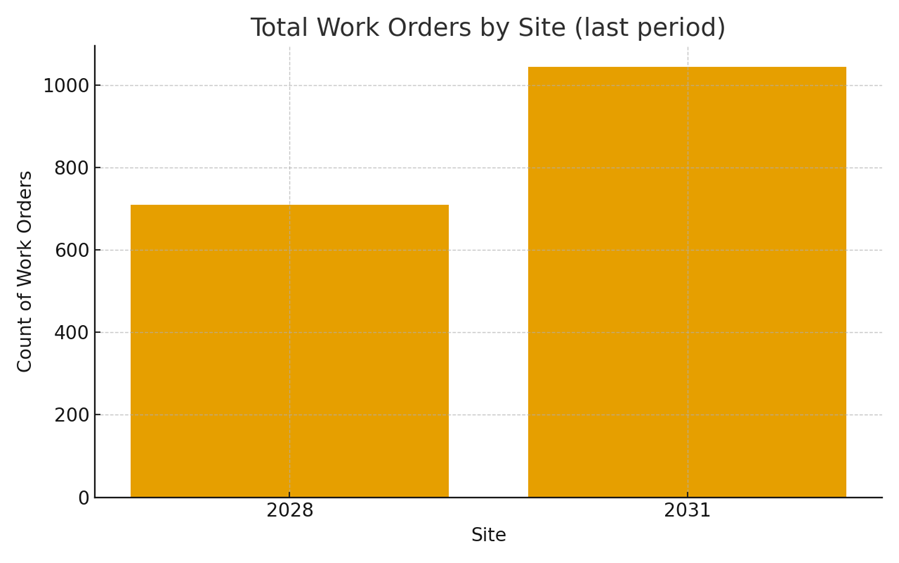 Total Work Orders by Site (last period)
Count of Work Orders
1000
800
600
400
200
0
2028
2031
Site